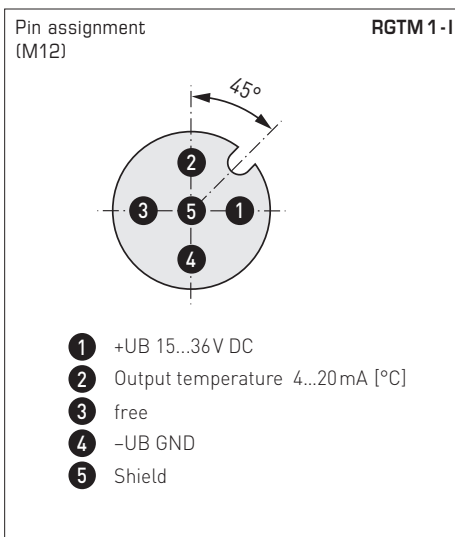 Pin assignment
(M12)
RGTM 1 - I
45°
2
3 5 1
4
1 +UB 15...36 V DC
2 Output temperature 4...20 mA [°C]
3 free
4 –UB GND
5 Shield